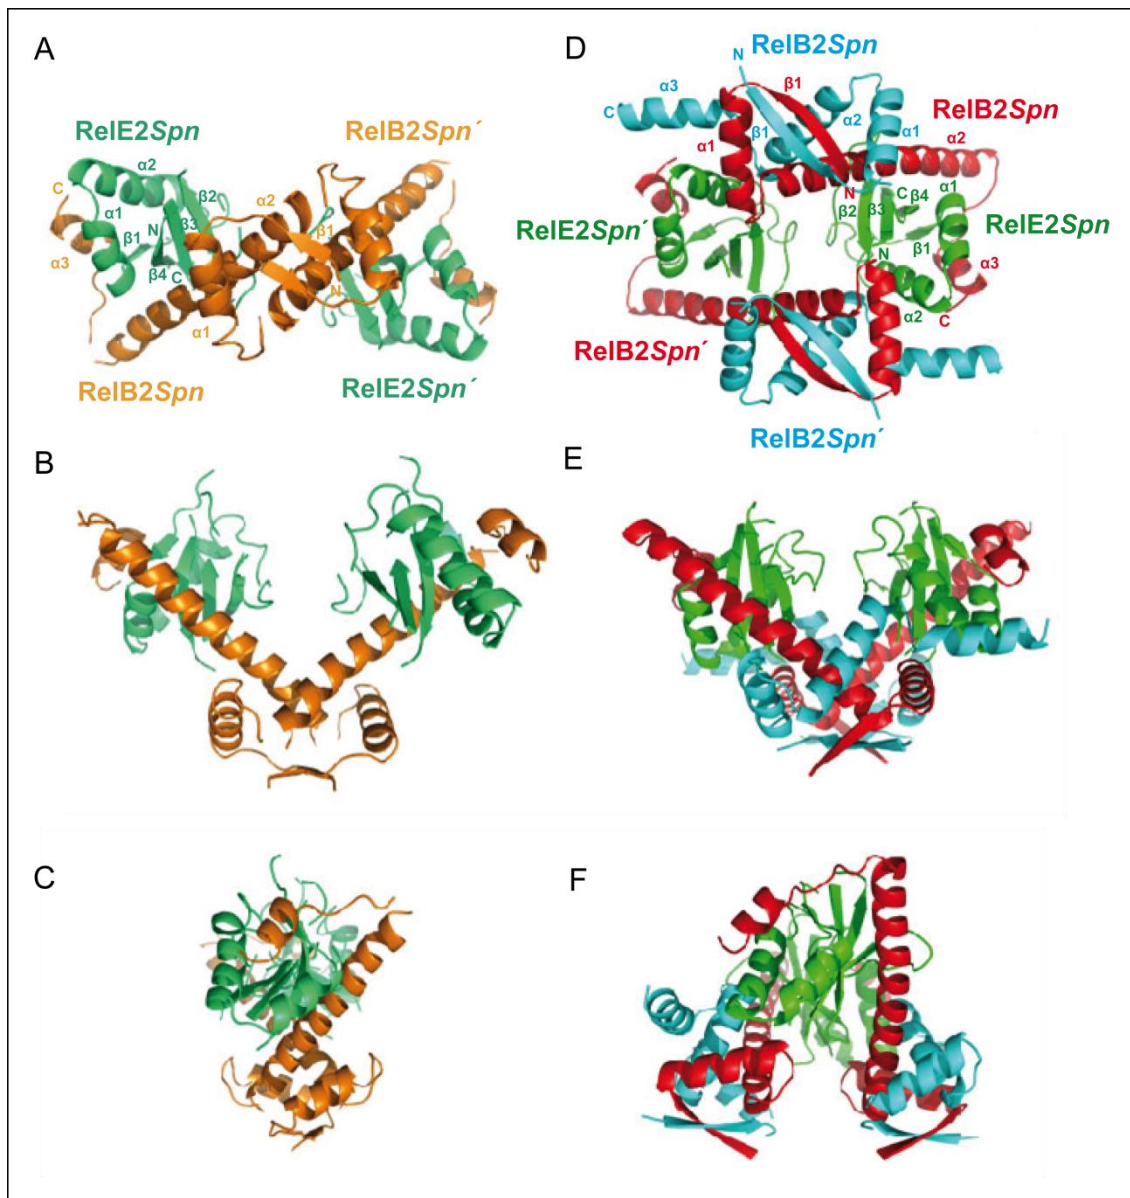 A
RelE2Spn
RelB2Spn´
α2
β2
C
α1
N
β3
α2
β1
β1
α3
β4
C
N
α1
RelB2Spn
RelE2Spn´
D
RelB2Spn
N
α3
β1
C
RelB2Spn
α2
α1
α2
α1
β1
N
C
β4
α1
β2
β3
RelE2Spn´
RelE2Spn
β1
N
α3
α2
C
RelB2Spn´
RelB2Spn´
B
E
C
F